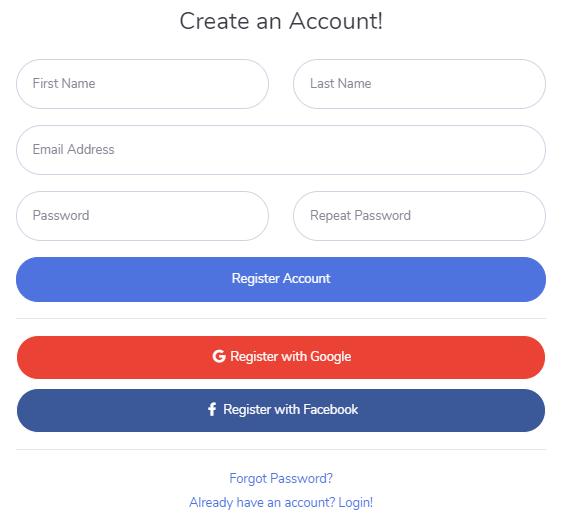 Create an Account!
First Name
Last Name
Email Address
Password
Repeat Password
Register Account
Register with Google
Register with Facebook
Forgot Password?
Already have an account? Login!